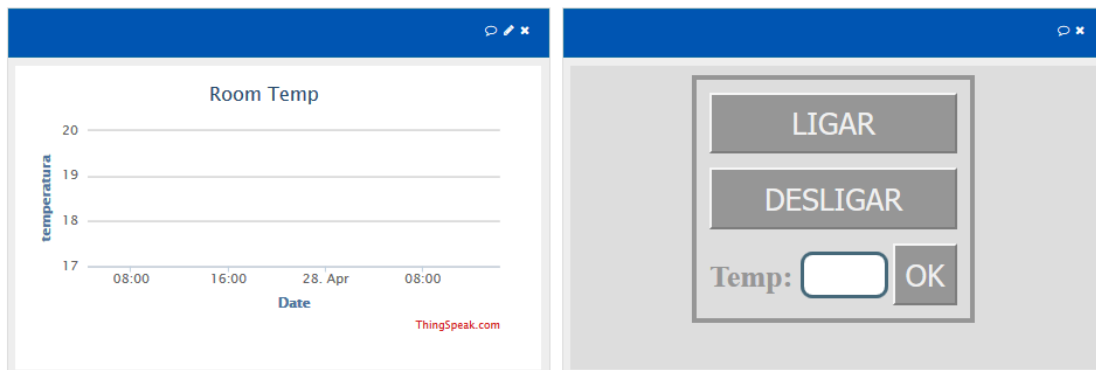 Room Temp
20
19
18
17
temperatura
08:00 16:00 28. Apr 08:00
Date
ThingSpeak.com
LIGAR
DESLIGAR
Temp: OK